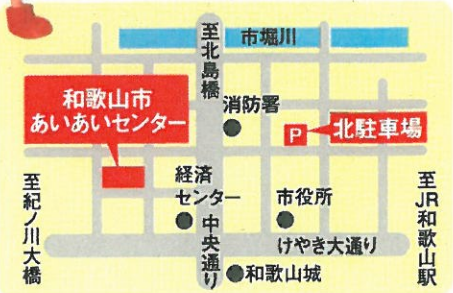 至北島橋
市堀川
和歌山市
あいあいセンター
消防署
P
北駐車場
経済
センター
市役所
至紀ノ川大橋
至JR和歌山駅
中央通り
けやき大通り
和歌山城